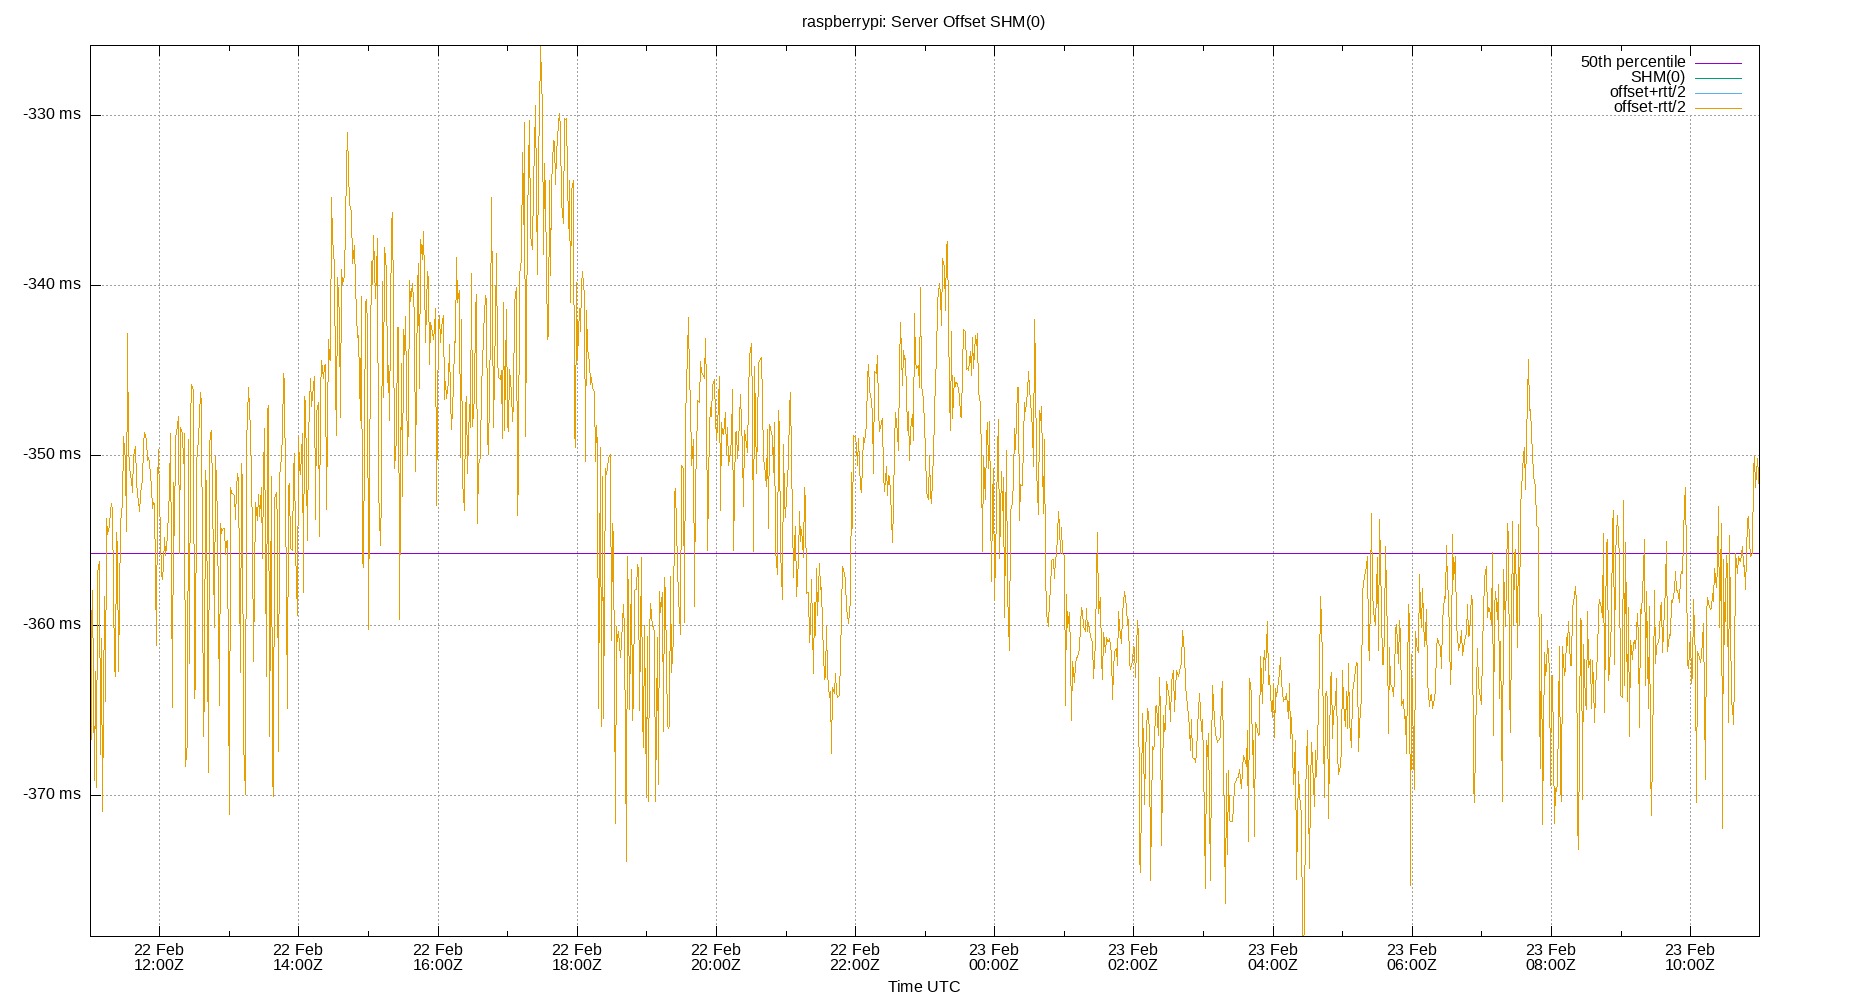 raspberrypi: Server Offset SHM(0)
50th percentile
SHM(0)
offset+rtt/2
offset-rtt/2
-330 ms
-340 ms
-350 ms
-360 ms
-370 ms
22 Feb 22 Feb 22 Feb 22 Feb 22 Feb 22 Feb 23 Feb 23 Feb 23 Feb 23 Feb 23 Feb 23 Feb
12:00Z 14:00Z 16:00Z 18:00Z 20:00Z 22:00Z 00:00Z 02:00Z 04:00Z 06:00Z 08:00Z 10:00Z
Time UTC